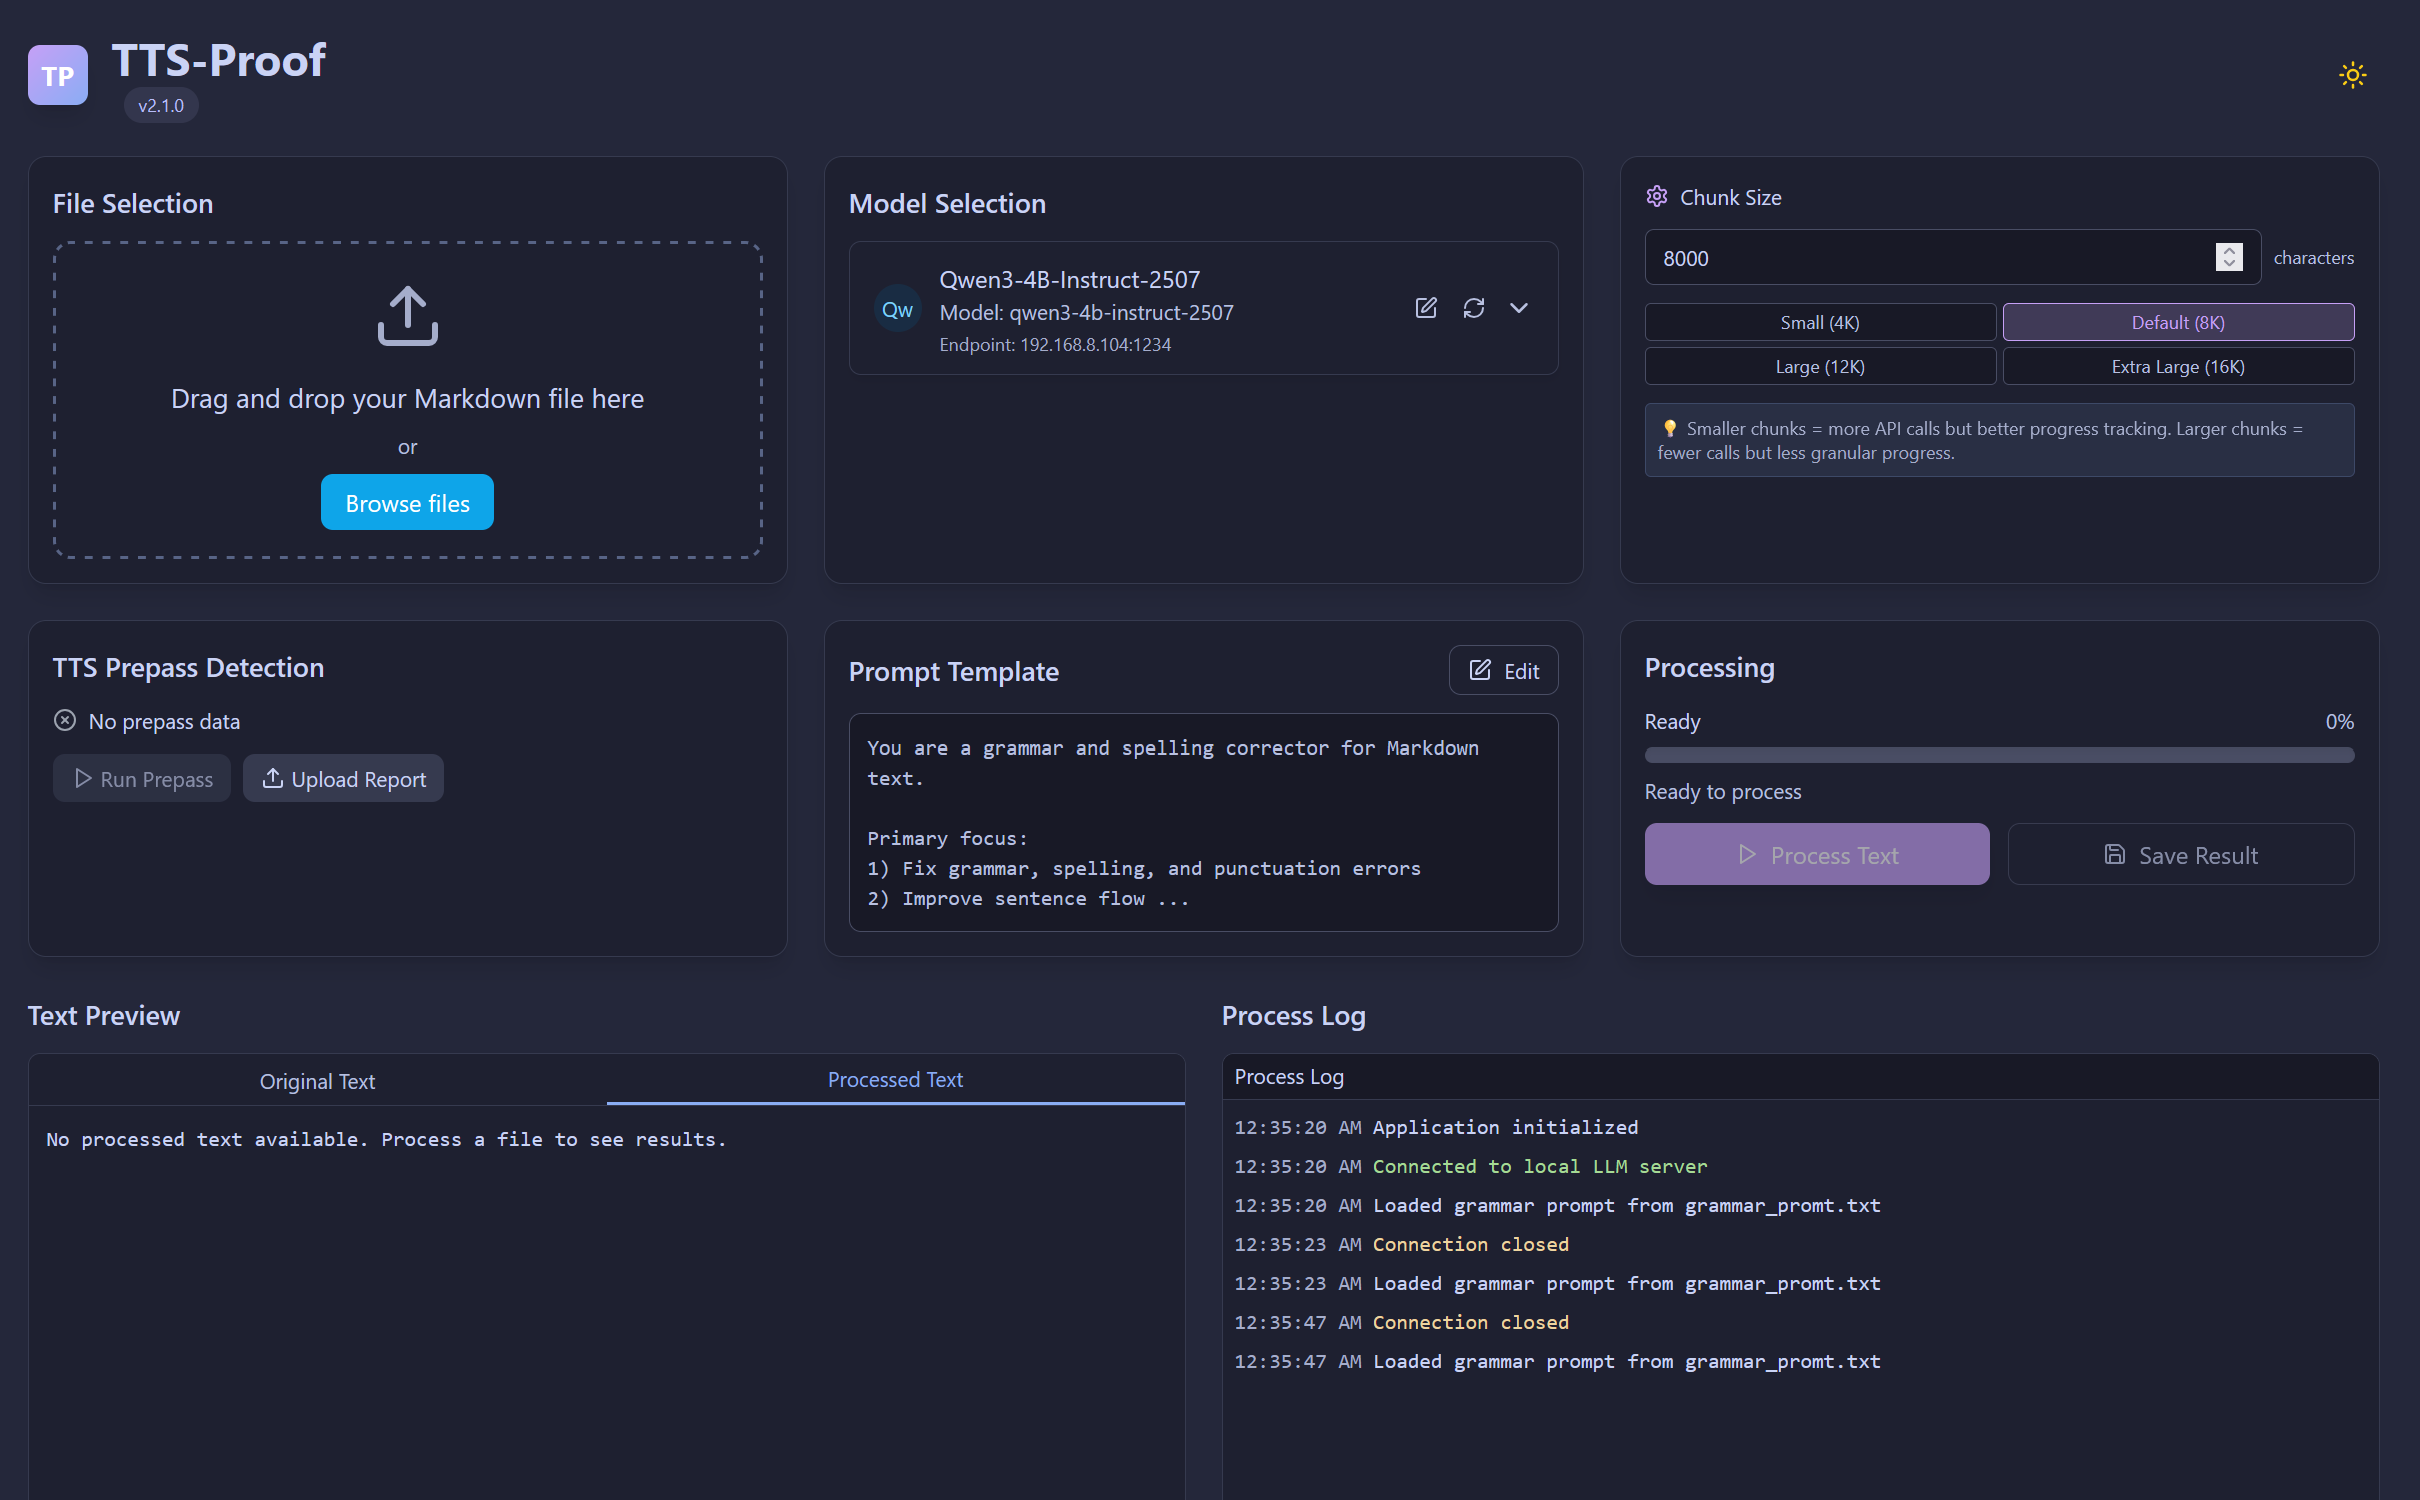 TP
TTS-Proof
v2.1.0
File Selection
Drag and drop your Markdown file here
or
Browse files
Model Selection
Qw
Qwen3-4B-Instruct-2507
Model: qwen3-4b-instruct-2507
Endpoint: 192.168.8.104:1234
Chunk Size
8000
characters
Small (4K)
Default (8K)
Large (12K)
Extra Large (16K)
💡 Smaller chunks = more API calls but better progress tracking. Larger chunks =
fewer calls but less granular progress.
TTS Prepass Detection
No prepass data
Run Prepass
Upload Report
Prompt Template
Edit
You are a grammar and spelling corrector for Markdown
text.
Primary focus:
1) Fix grammar, spelling, and punctuation errors
2) Improve sentence flow ...
Processing
Ready
0%
Ready to process
Process Text
Save Result
Text Preview
Original Text
Processed Text
No processed text available. Process a file to see results.
Process Log
Process Log
12:35:20 AM Application initialized
12:35:20 AM Connected to local LLM server
12:35:20 AM Loaded grammar prompt from grammar_promt.txt
12:35:23 AM Connection closed
12:35:23 AM Loaded grammar prompt from grammar_promt.txt
12:35:47 AM Connection closed
12:35:47 AM Loaded grammar prompt from grammar_promt.txt